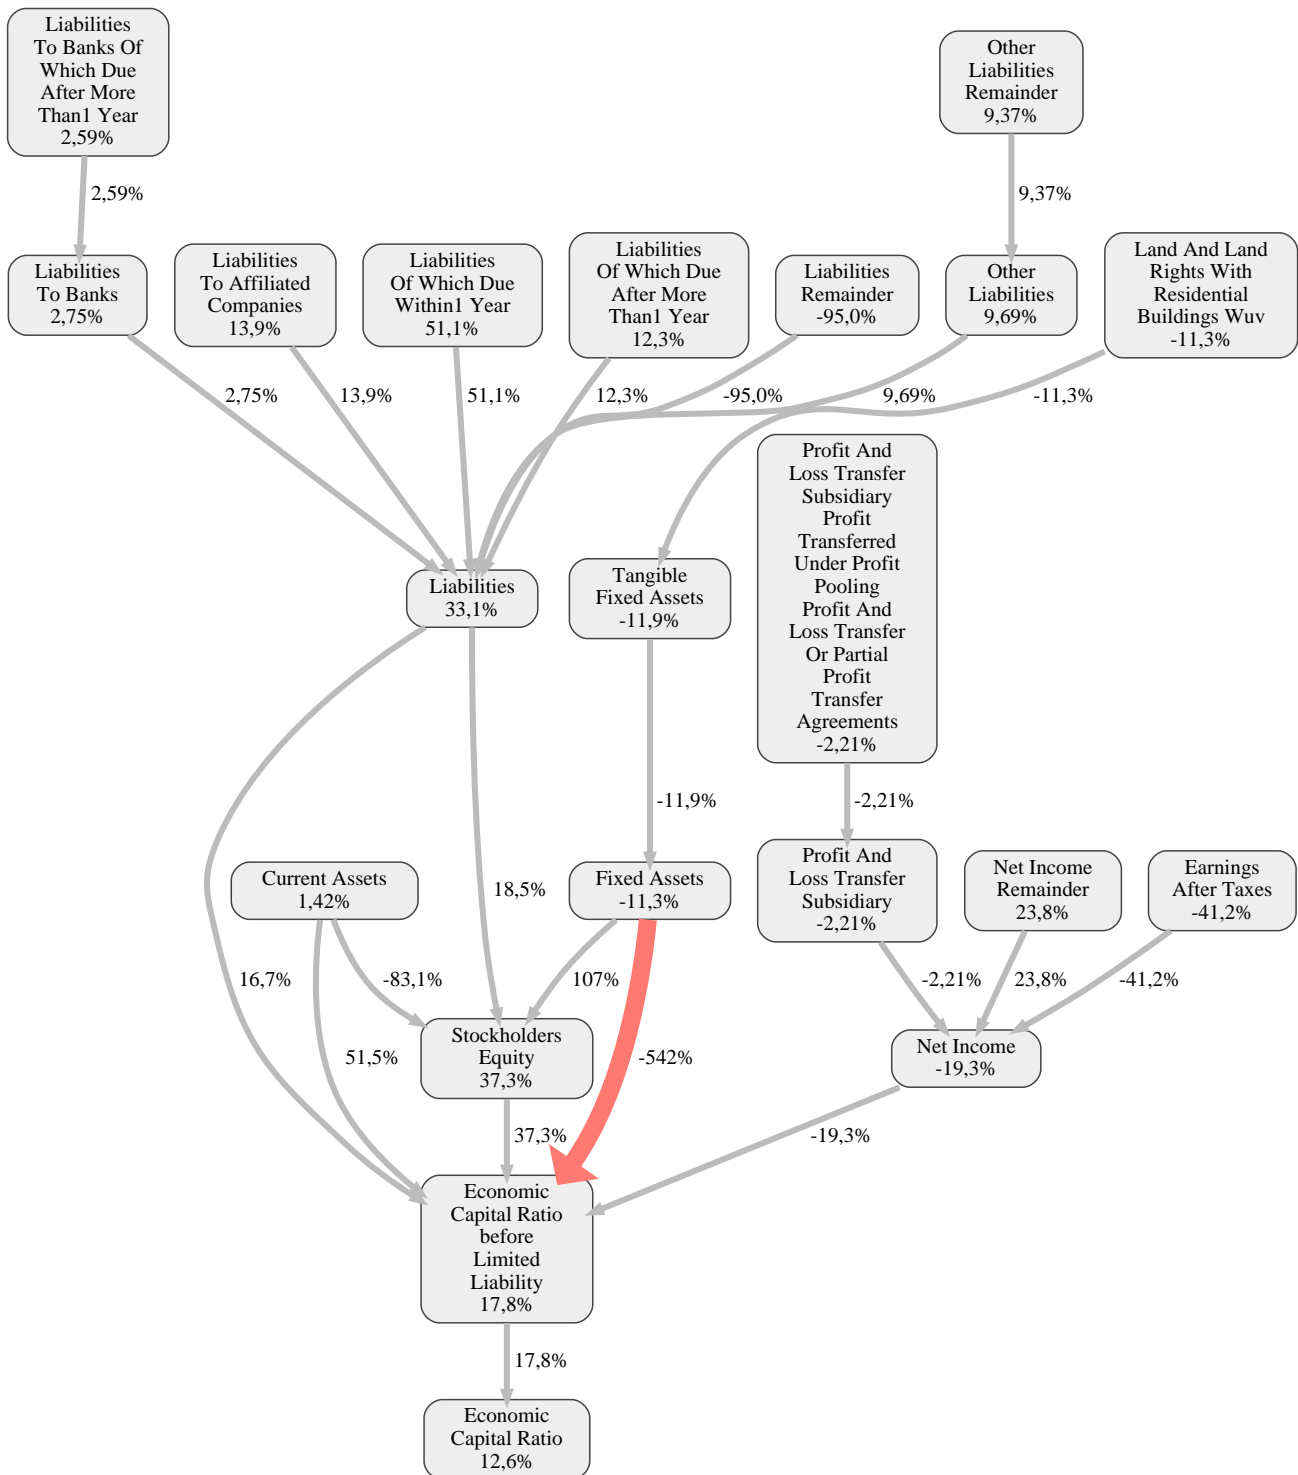 Liabilities
To Banks Of
Which Due
After More
Than1 Year
2,59%
Other
Liabilities
Remainder
9,37%
2,59%
9,37%
Liabilities
To Banks
2,75%
Liabilities
To Affiliated
Companies
13,9%
Liabilities
Of Which Due
Within1 Year
51,1%
Liabilities
Of Which Due
After More
Than1 Year
12,3%
Liabilities
Remainder
-95,0%
Other
Liabilities
9,69%
Land And Land
Rights With
Residential
Buildings Wuv
-11,3%
2,75%
13,9%
51,1%
12,3%
-95,0%
9,69%
-11,3%
Profit And
Loss Transfer
Subsidiary
Profit
Transferred
Under Profit
Pooling
Profit And
Loss Transfer
Or Partial
Profit
Transfer
Agreements
-2,21%
Liabilities
33,1%
Tangible
Fixed Assets
-11,9%
-11,9%
-2,21%
Current Assets
1,42%
18,5%
Fixed Assets
-11,3%
Profit And
Loss Transfer
Subsidiary
-2,21%
Net Income
Remainder
23,8%
Earnings
After Taxes
-41,2%
16,7%
-83,1%
107%
-2,21%
23,8%
-41,2%
51,5%
Stockholders
Equity
37,3%
-542%
Net Income
-19,3%
37,3%
-19,3%
Economic
Capital Ratio
before
Limited
Liability
17,8%
17,8%
Economic
Capital Ratio
12,6%